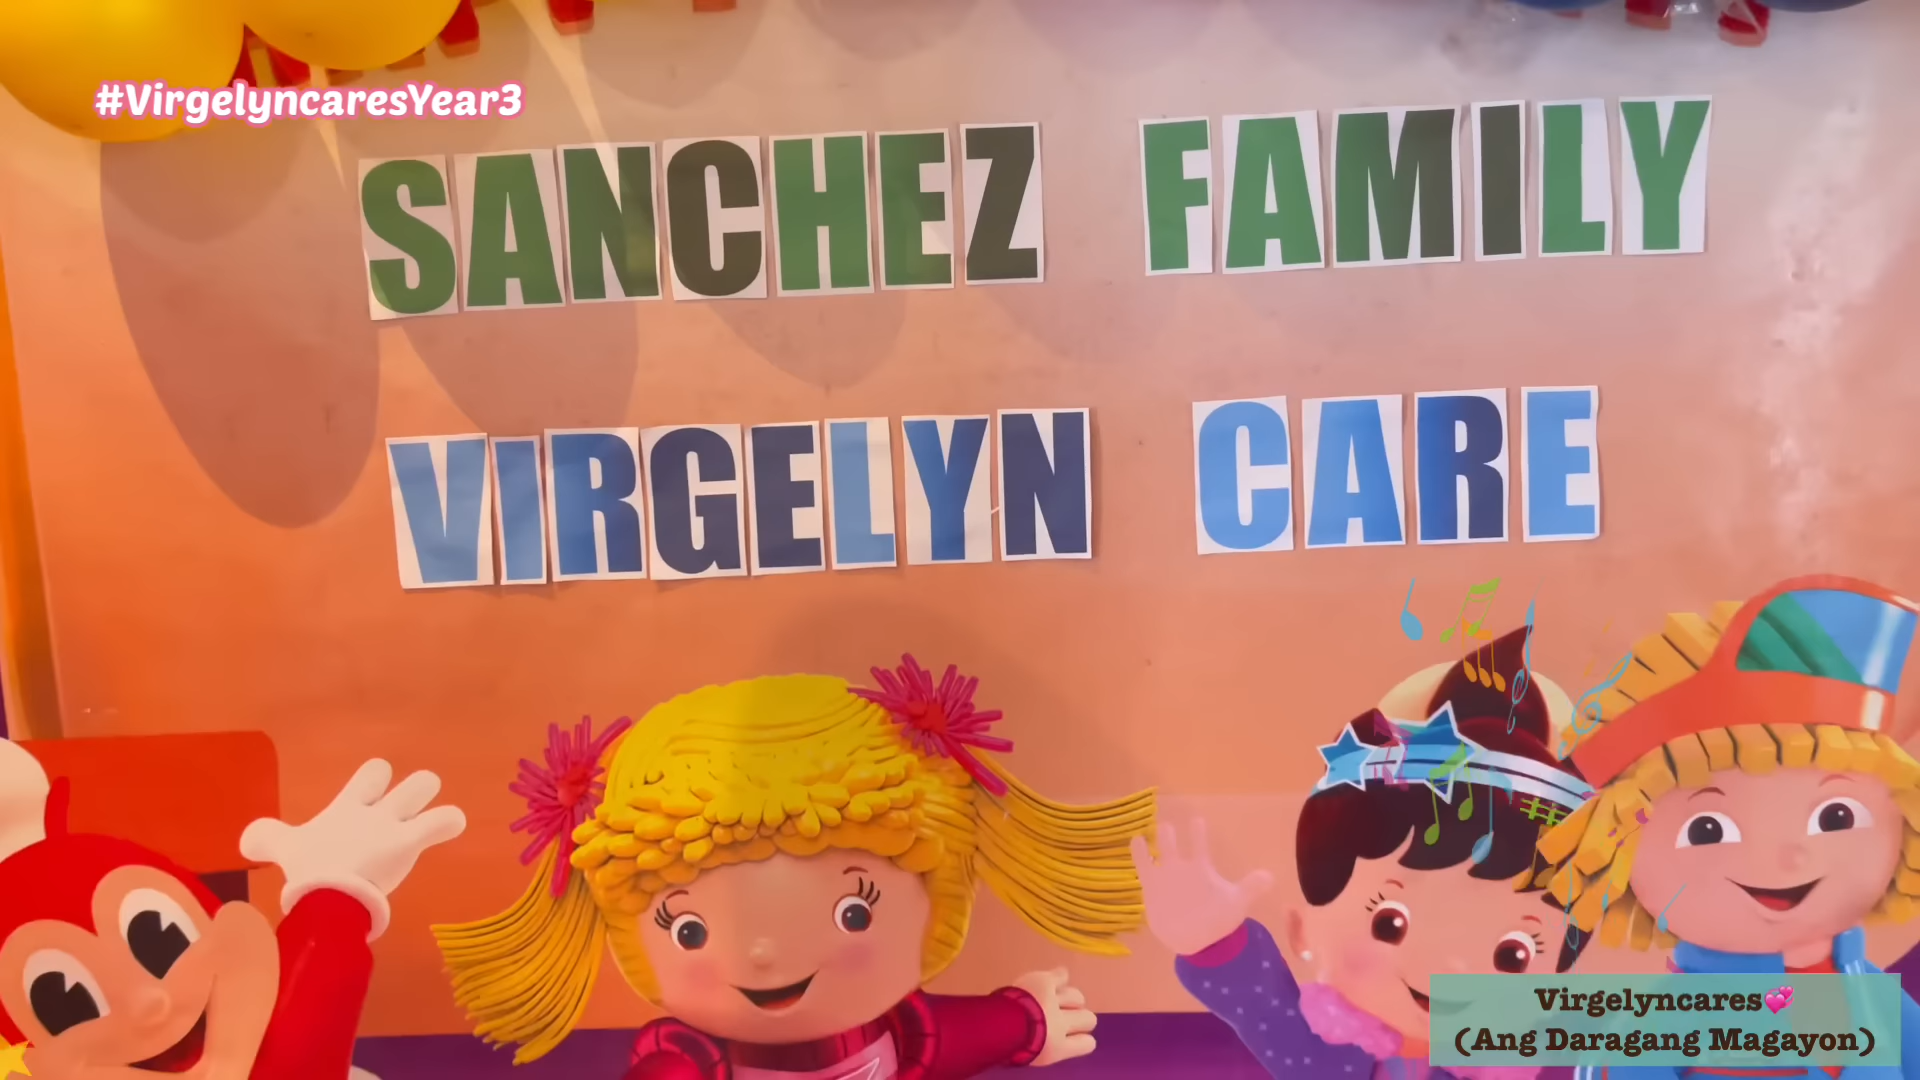 #VirgelyncaresYear3
SANCHEZ FAMILY
VIRGELYN CARE
Virgelyncares💞
(Ang Daragang Magayon)